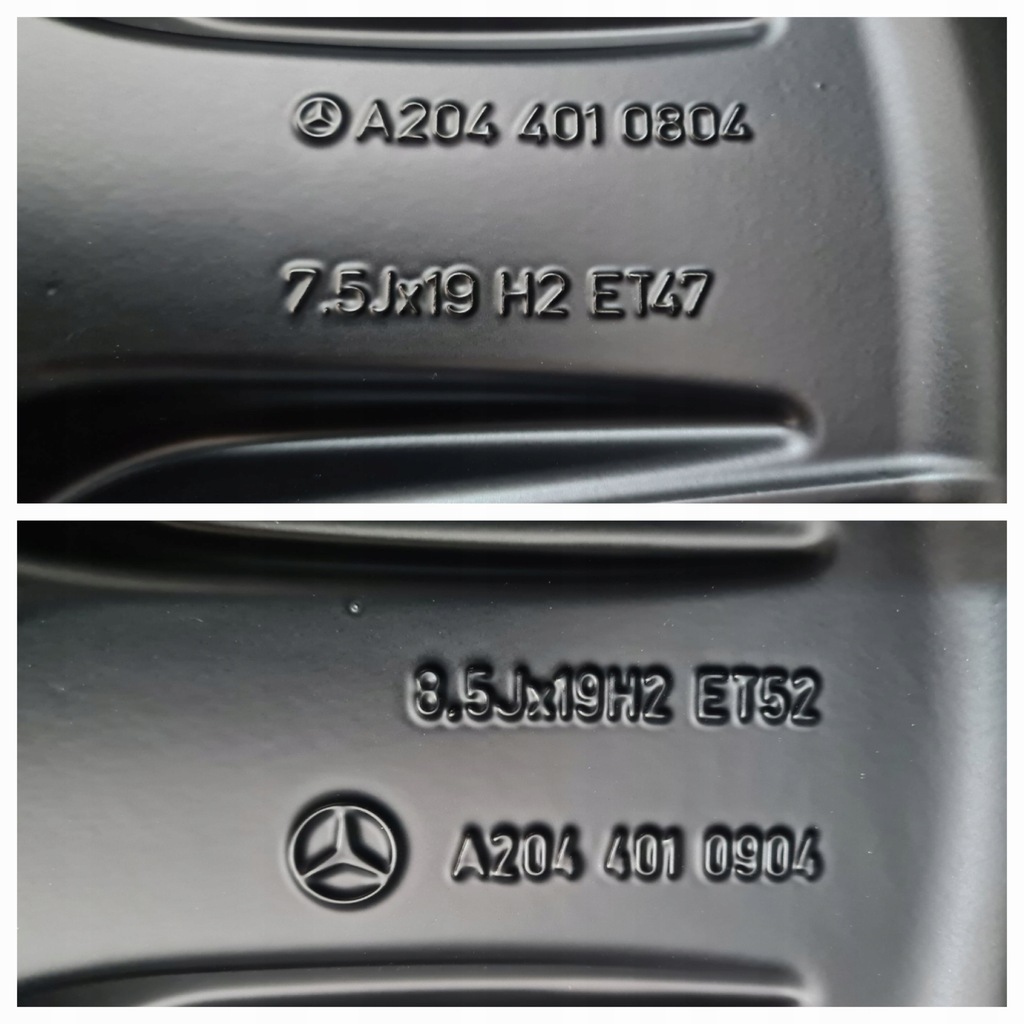 A204 401 0804
7.5Jx19 H2 ET47
8.5Jx19H2 ET52
A204 401 0904